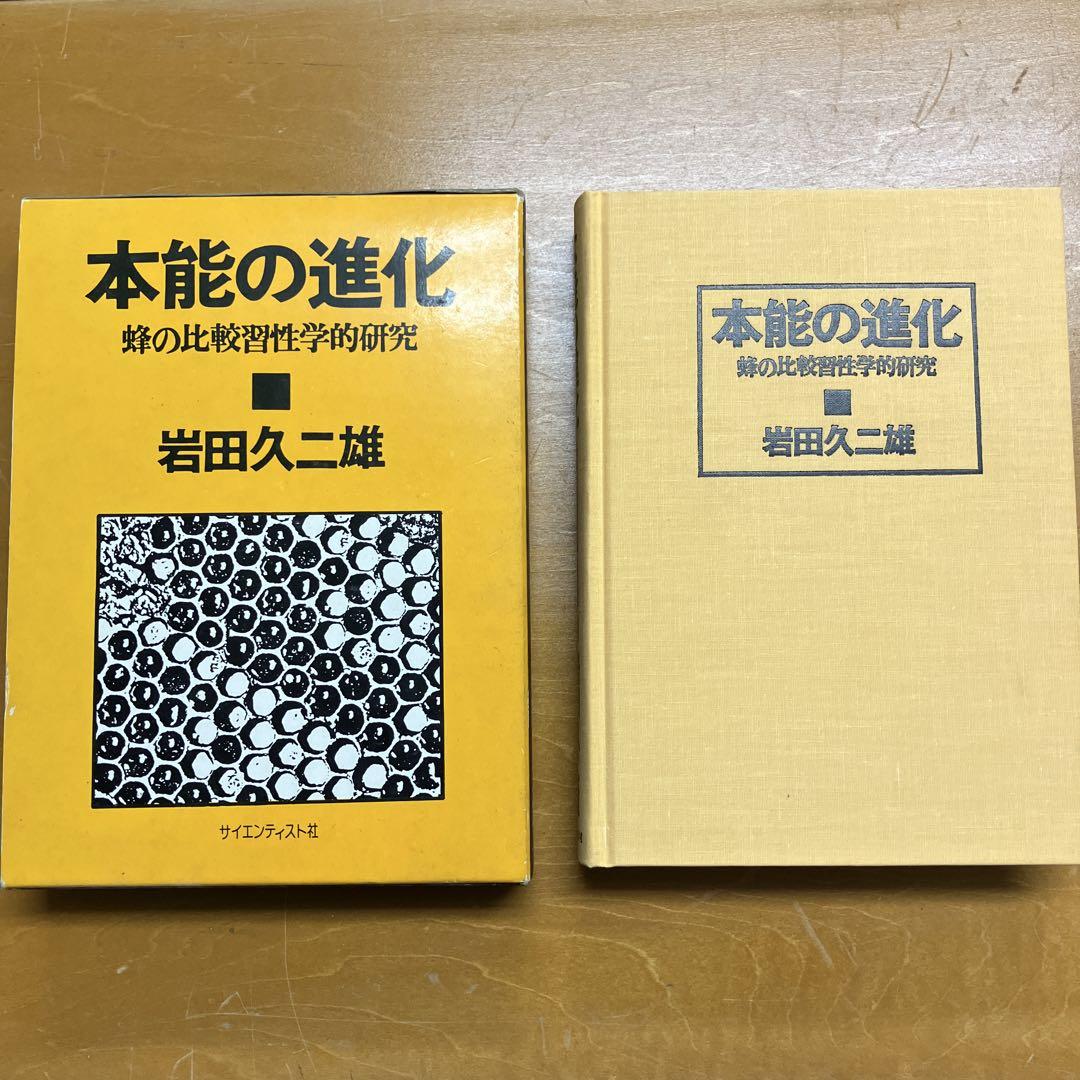 本能の進化
蜂の比較習性学的研究
■
岩田久二雄
サイエンティスト社
本能の進化
蜂の比較習性学的研究
■
岩田久二雄